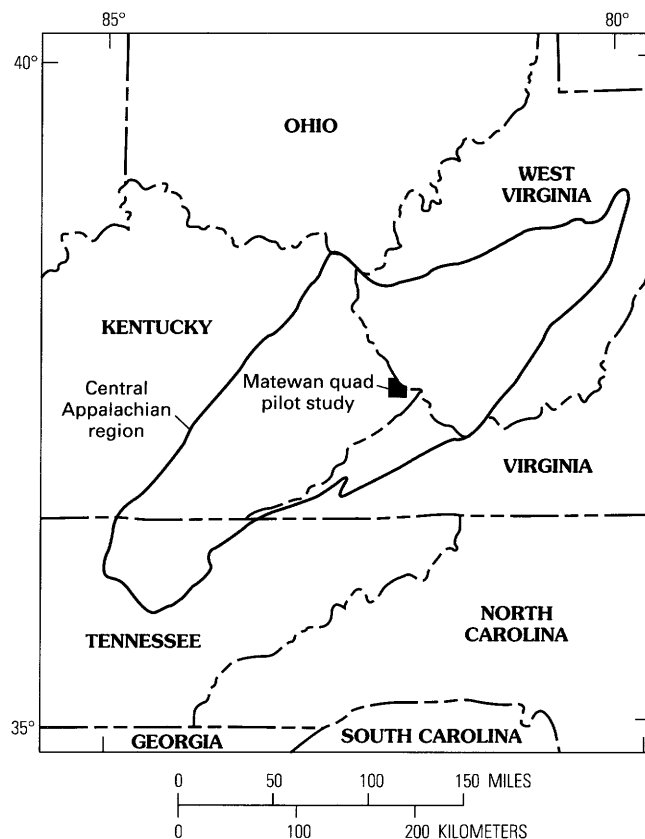 85°
80°
40°
OHIO
WEST
VIRGINIA
KENTUCKY
Central
Appalachian
region
Matewan quad
pilot study
VIRGINIA
NORTH
CAROLINA
TENNESSEE
35°
GEORGIA
SOUTH CAROLINA
0 50 100 150 MILES
0 100 200 KILOMETERS